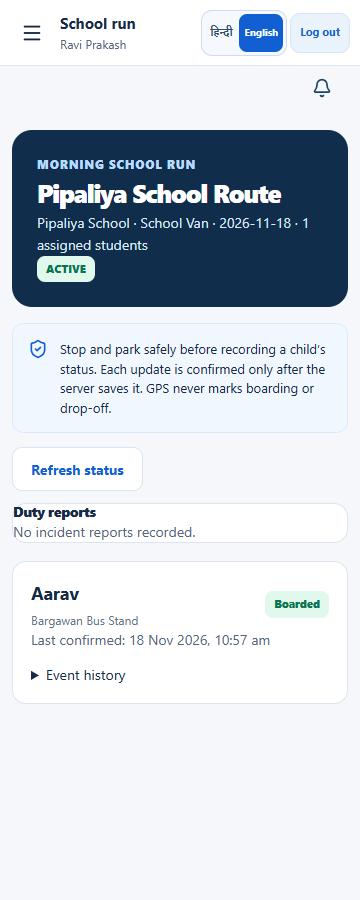 School run
Ravi Prakash
हिन्दी
English
Log out
MORNING SCHOOL RUN
Pipaliya School Route
Pipaliya School · School Van · 2026-11-18 · 1
assigned students
ACTIVE
Stop and park safely before recording a child's
status. Each update is confirmed only after the
server saves it. GPS never marks boarding or
drop-off.
Refresh status
Duty reports
No incident reports recorded.
Aarav
Bargawan Bus Stand
Boarded
Last confirmed: 18 Nov 2026, 10:57 am
Event history